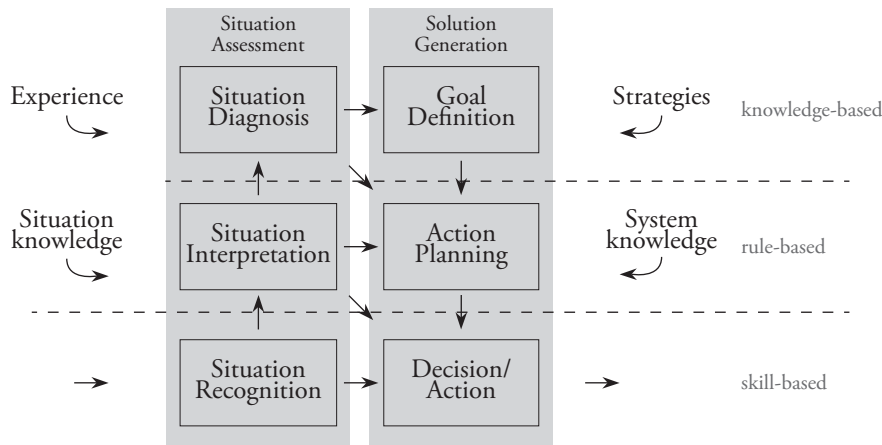 Situation
Assessment
Solution
Generation
Experience
Situation
Diagnosis
Goal
Definition
Strategies
knowledge-based
Situation
knowledge
Situation
Interpretation
Action
Planning
System
knowledge
rule-based
Situation
Recognition
Decision/
Action
skill-based